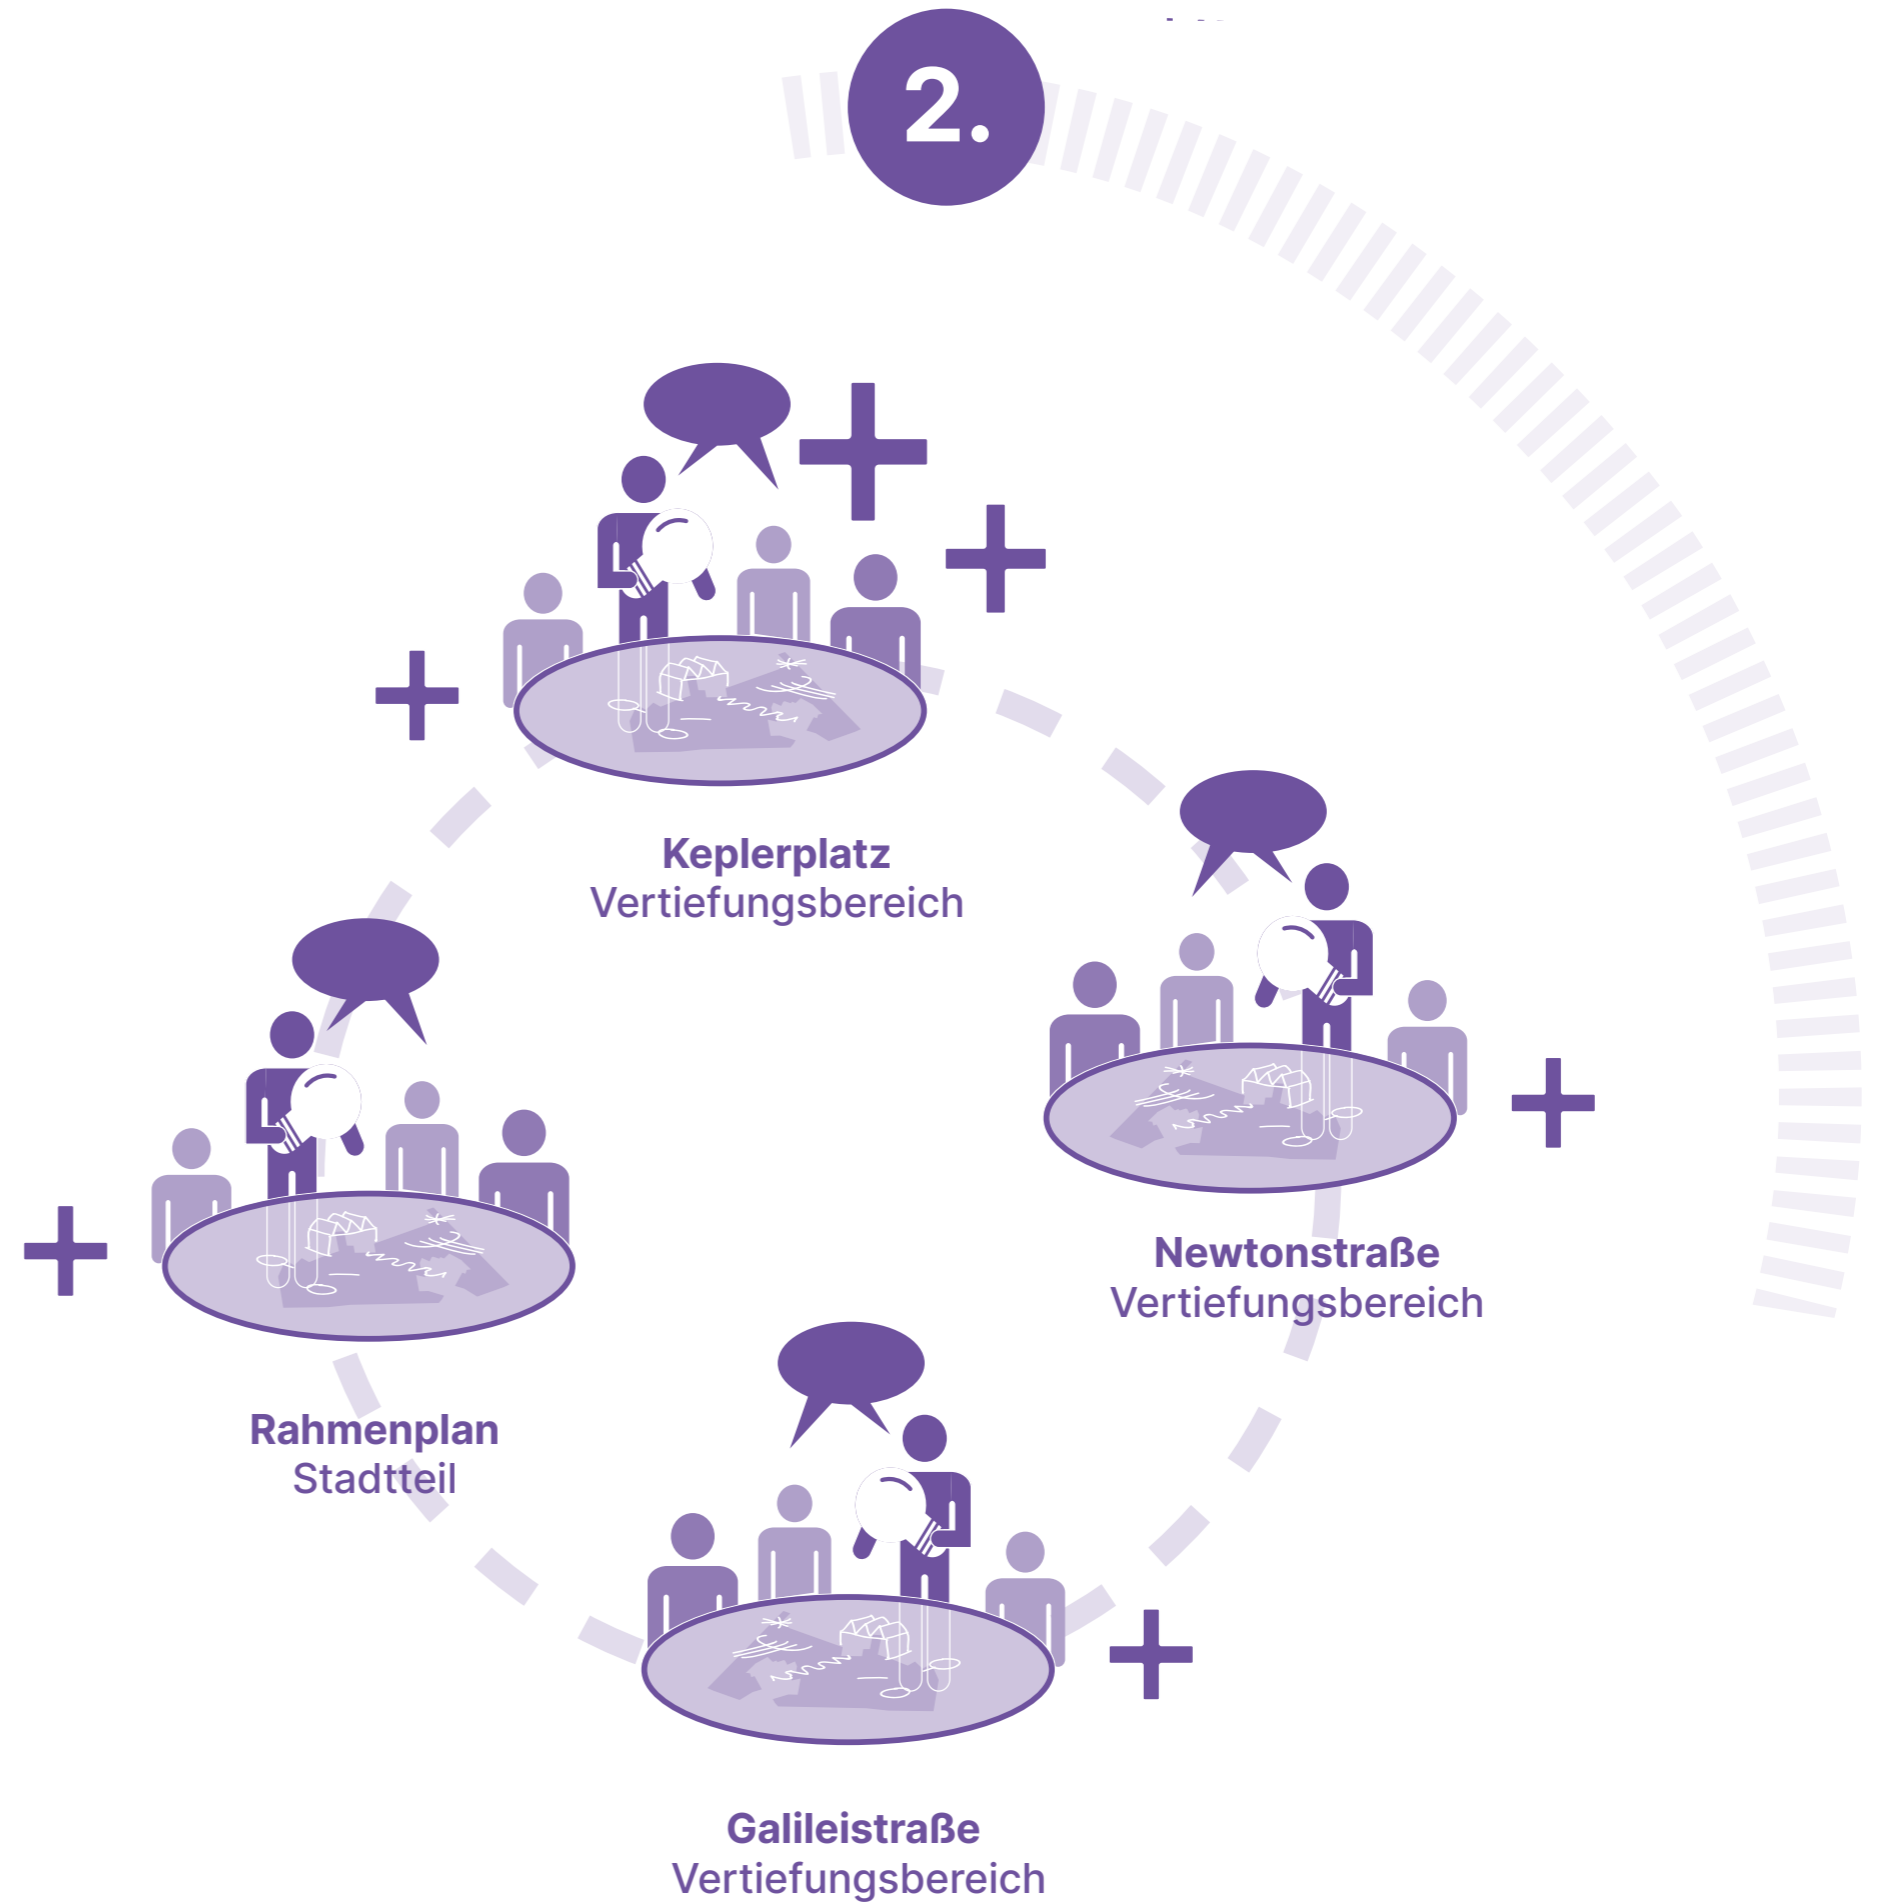 2.
Keplerplatz
Vertiefungsbereich
Newtonstraße
Vertiefungsbereich
Rahmenplan
Stadtteil
Galileistraße
Vertiefungsbereich